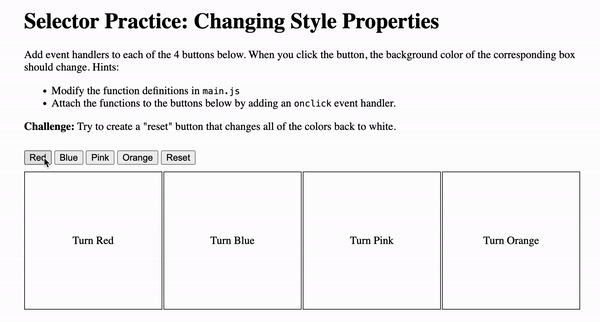 Selector Practice: Changing Style Properties
Add event handlers to each of the 4 buttons below. When you click the button, the background color of the corresponding box
should change. Hints:
• Modify the function definitions in main.js
• Attach the functions to the buttons below by adding an onclick event handler.
Challenge: Try to create a "reset" button that changes all of the colors back to white.
Red Blue Pink Orange Reset
Turn Red Turn Blue Turn Pink Turn Orange